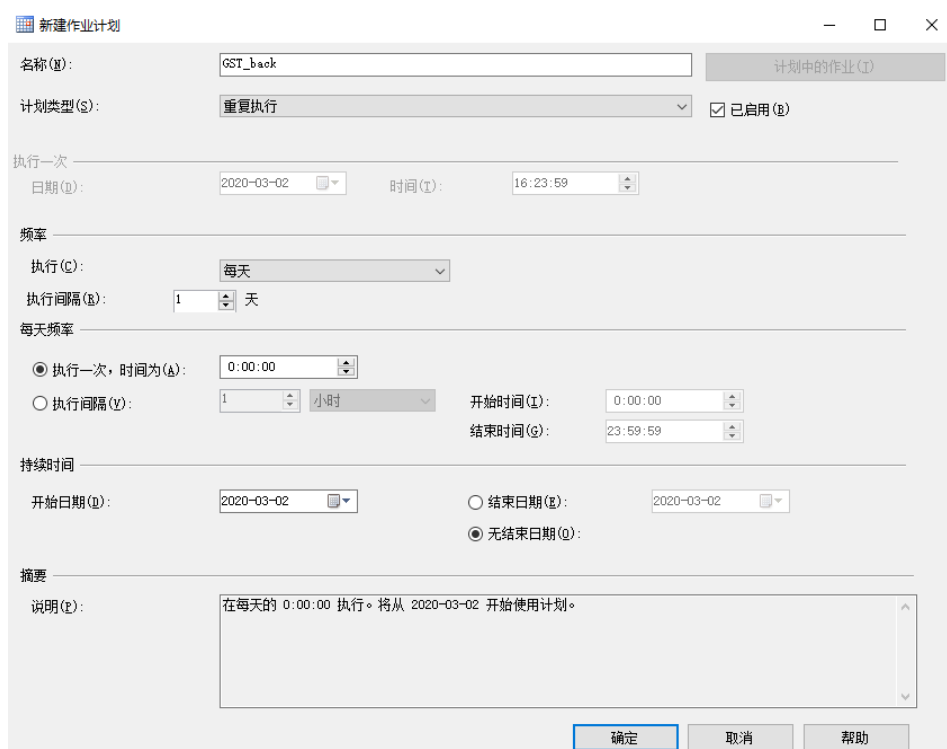 新建作业计划
名称(N): GST_back 计划中的作业(I)
计划类型(S): 重复执行 已启用(B)
执行一次
日期(D): 2020-03-02 时间(T): 16:23:59
频率
执行(C): 每天
执行间隔(R): 1 天
每天频率
执行一次，时间为(A): 0:00:00
执行间隔(V): 1 小时 开始时间(I): 0:00:00
结束时间(G): 23:59:59
持续时间
开始日期(D): 2020-03-02 结束日期(E): 2020-03-02
无结束日期(O):
摘要
说明(P): 在每天的 0:00:00 执行。将从 2020-03-02 开始使用计划。
确定 取消 帮助